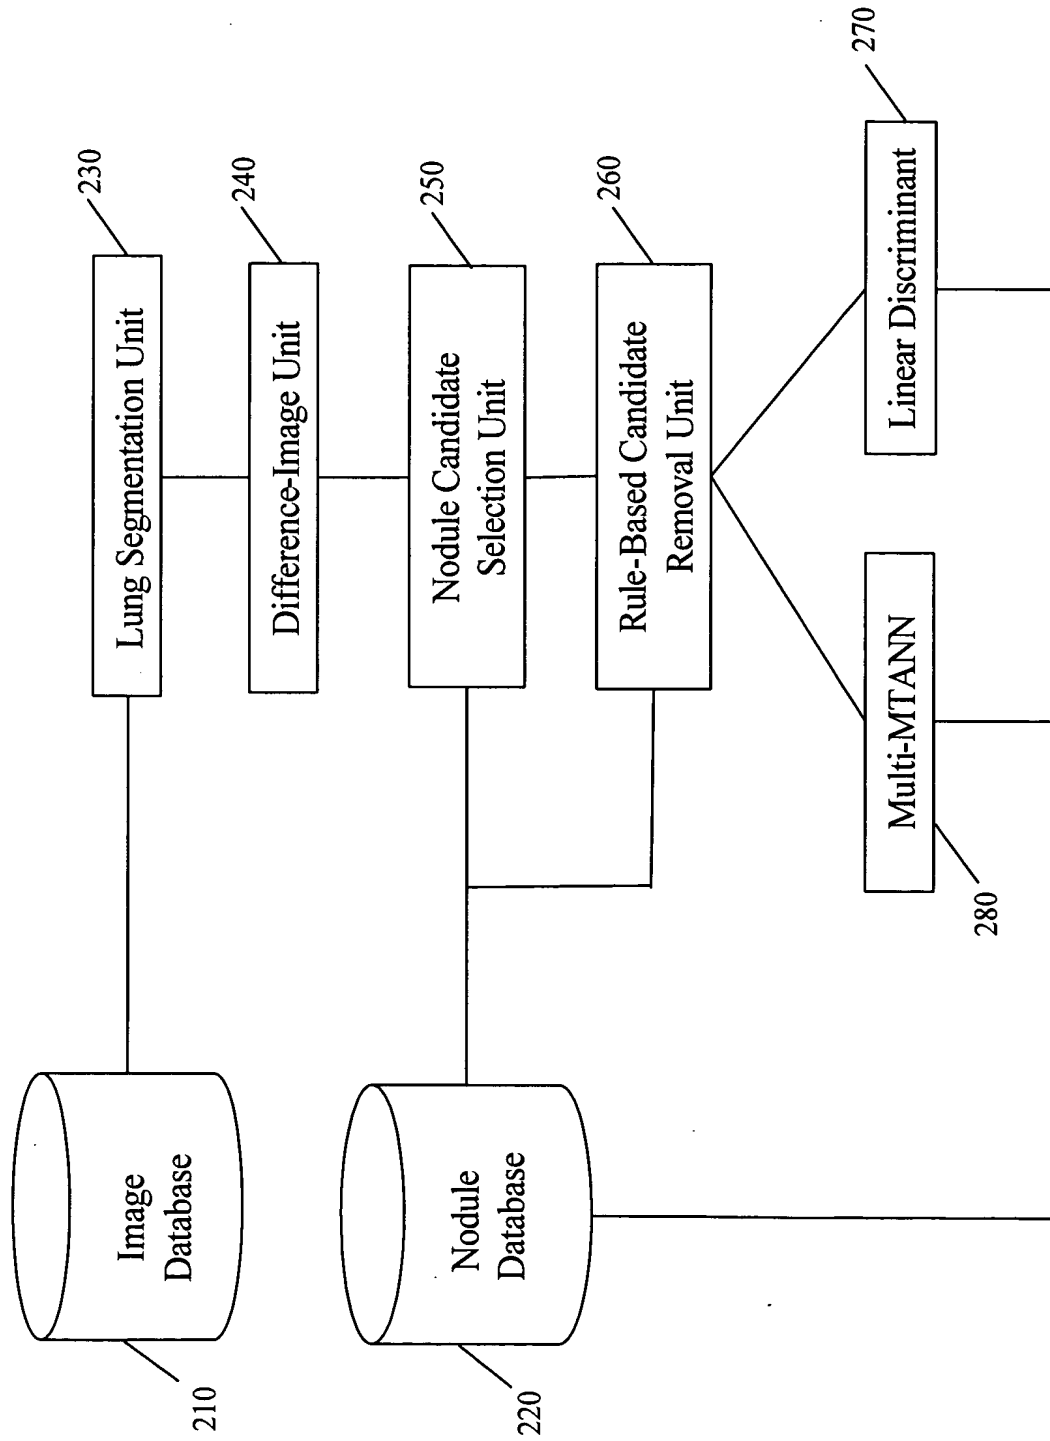 230
Lung Segmentation Unit
240
Difference-Image Unit
250
Nodule Candidate
Selection Unit
260
Rule-Based Candidate
Removal Unit
270
Linear Discriminant
Multi-MTANN
280
Image
Database
210
Nodule
Database
220